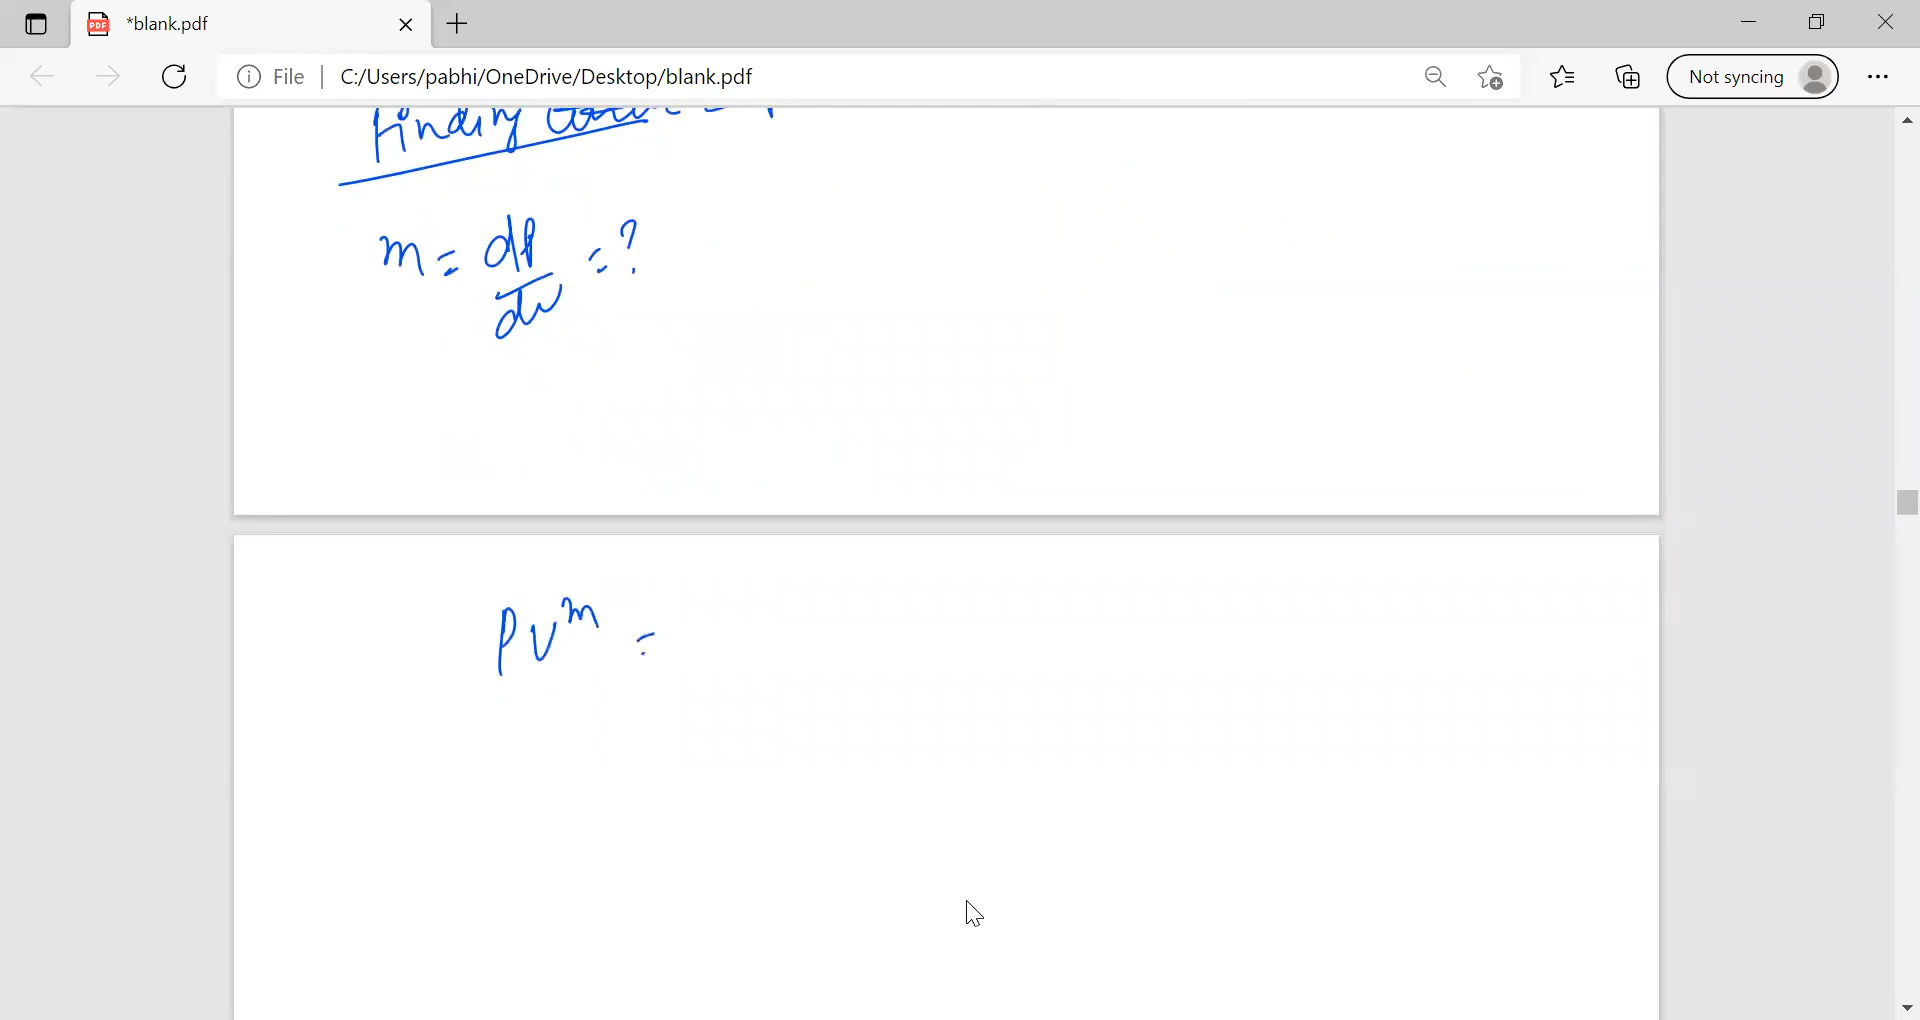 *blank.pdf
File C:/Users/pabhi/OneDrive/Desktop/blank.pdf Not syncing
Finding
m = dP/dv = ?
PV^m =